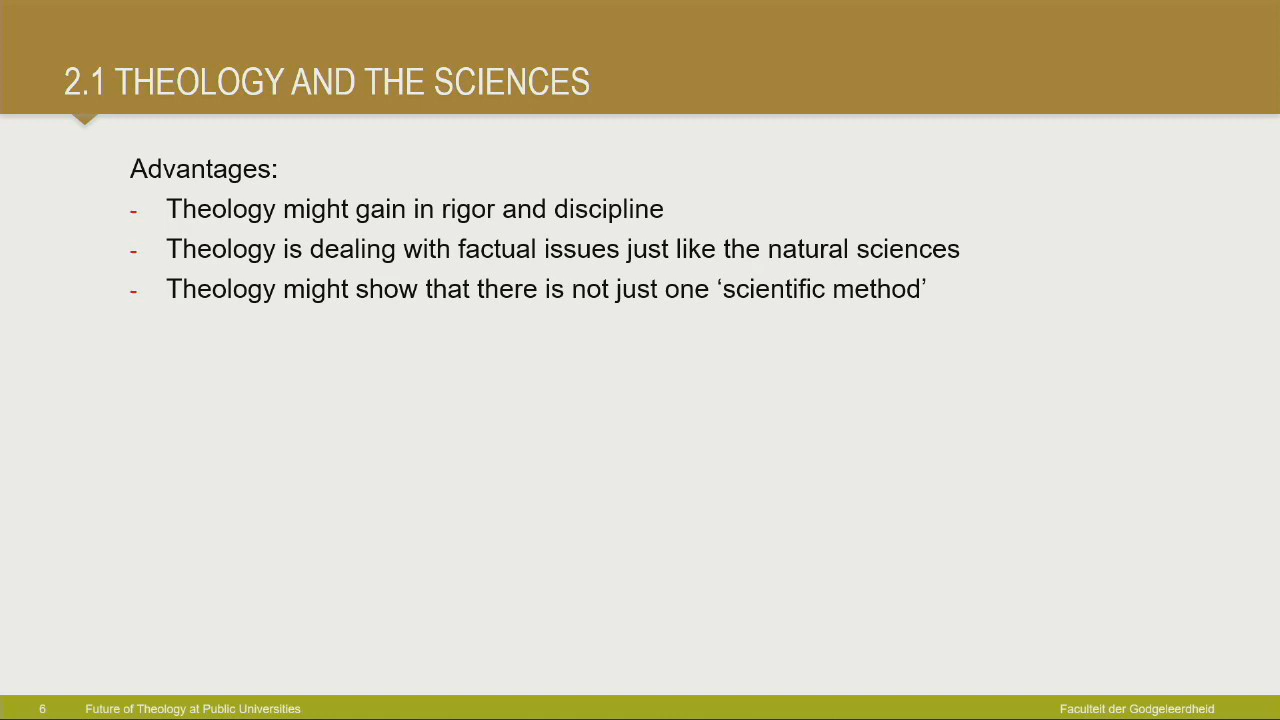 2.1 THEOLOGY AND THE SCIENCES
Advantages:
- Theology might gain in rigor and discipline
- Theology is dealing with factual issues just like the natural sciences
- Theology might show that there is not just one ‘scientific method’
6 Future of Theology at Public Universities Faculteit der Godgeleerdheid